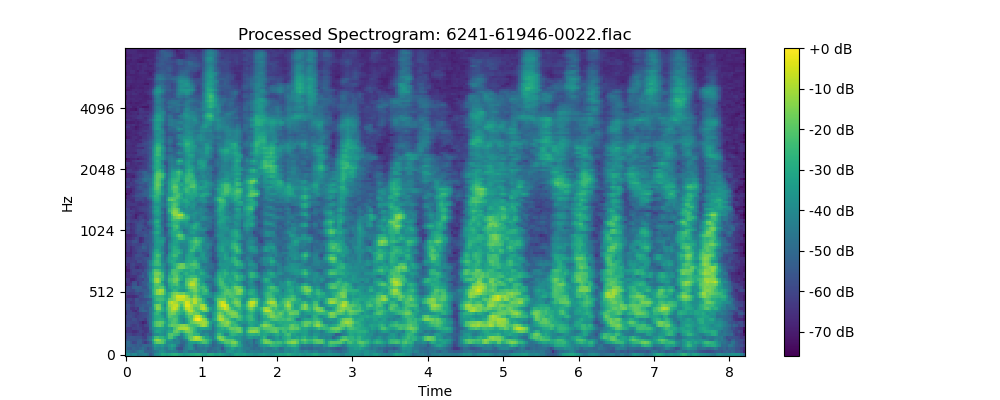 Processed Spectrogram: 6241-61946-0022.flac
Hz
4096
2048
1024
512
0
0 1 2 3 4 5 6 7 8
Time
+0 dB
-10 dB
-20 dB
-30 dB
-40 dB
-50 dB
-60 dB
-70 dB